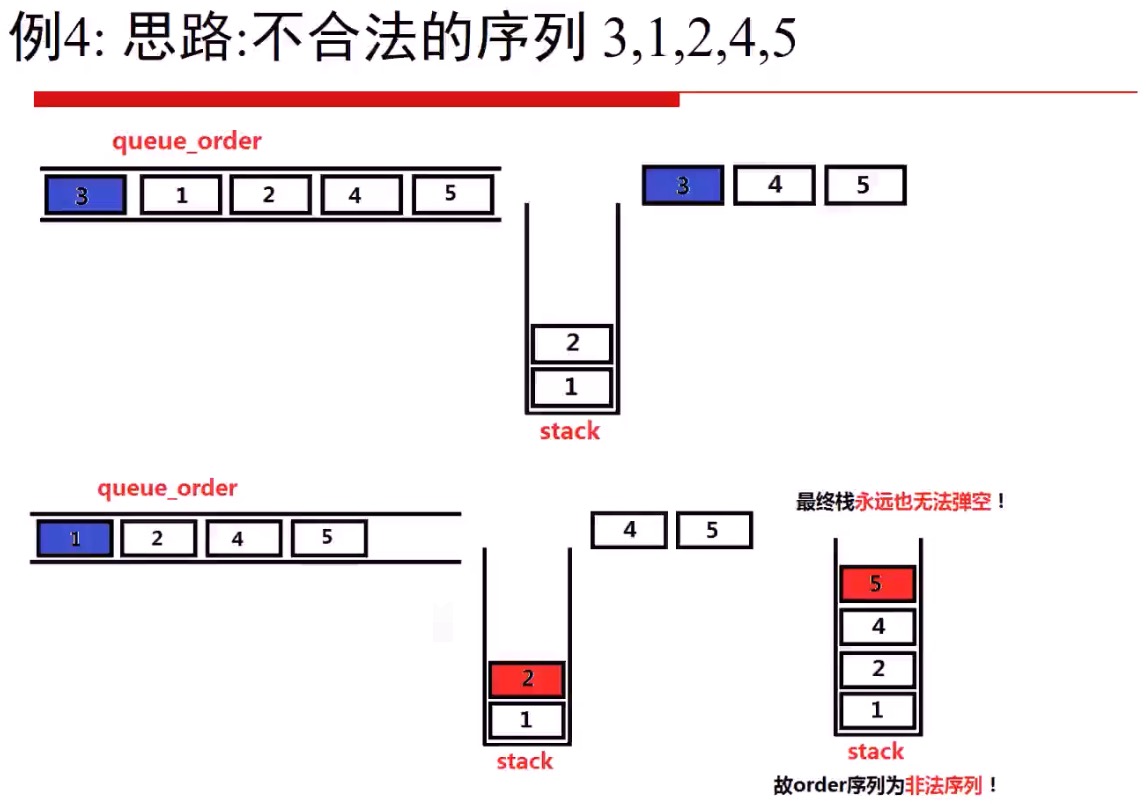 例4: 思路:不合法的序列 3,1,2,4,5
queue_order
3 1 2 4 5
3 4 5
2
1
stack
queue_order
1 2 4 5
4 5
2
1
stack
最终栈永远也无法弹空！
5
4
2
1
stack
故order序列为非法序列！